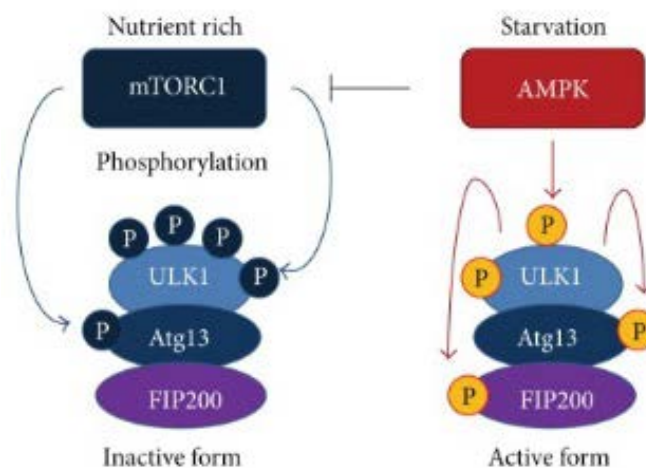 Nutrient rich
Starvation
mTORC1
AMPK
Phosphorylation
P
P
P
P
P
ULK1
P
Atg13
FIP200
Inactive form
P
P
ULK1
Atg13
P
P
FIP200
Active form